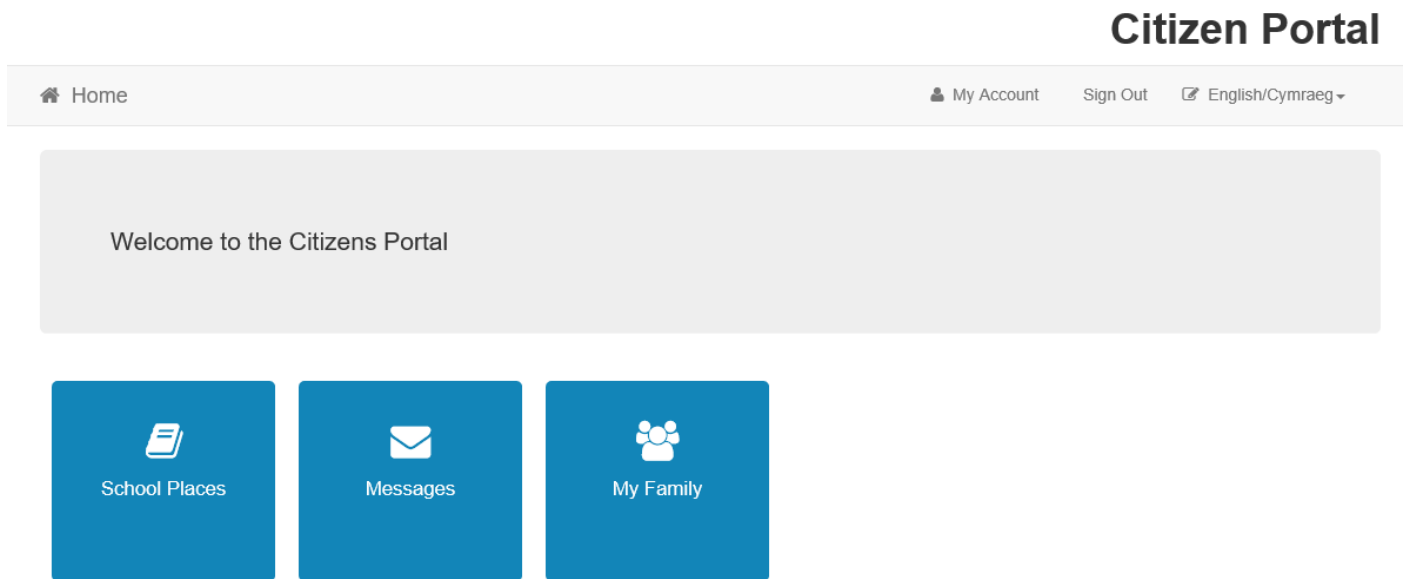 Citizen Portal
Home My Account Sign Out English/Cymraeg
Welcome to the Citizens Portal
School Places Messages My Family